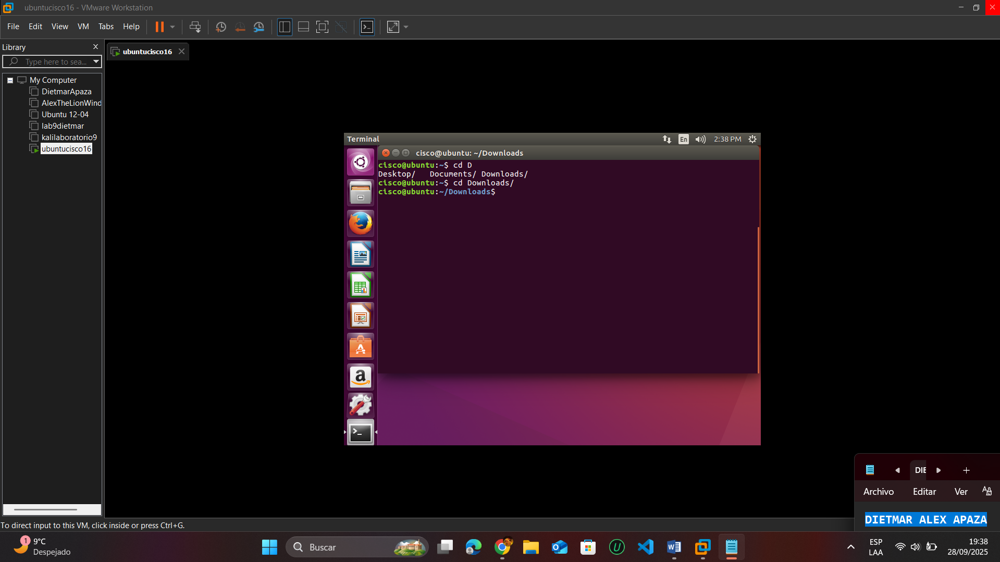 ubuntucisco16 - VMware Workstation
File Edit View VM Tabs Help
Library
ubuntucisco16
Type here to sea...
My Computer
DietmarApaza
AlexTheLionWind
Ubuntu 12-04
lab9dietmar
kalilaboratorio9
ubuntucisco16
Terminal
En
2:38 PM
cisco@ubuntu: ~/Downloads
cisco@ubuntu:~$ cd D
Desktop/   Documents/ Downloads/
cisco@ubuntu:~$ cd Downloads/
cisco@ubuntu:~/Downloads$
DIE
Archivo Editar Ver
DIETMAR ALEX APAZA
To direct input to this VM, click inside or press Ctrl+G.
1
9°C
Despejado
Buscar
ESP
LAA
19:38
28/09/2025